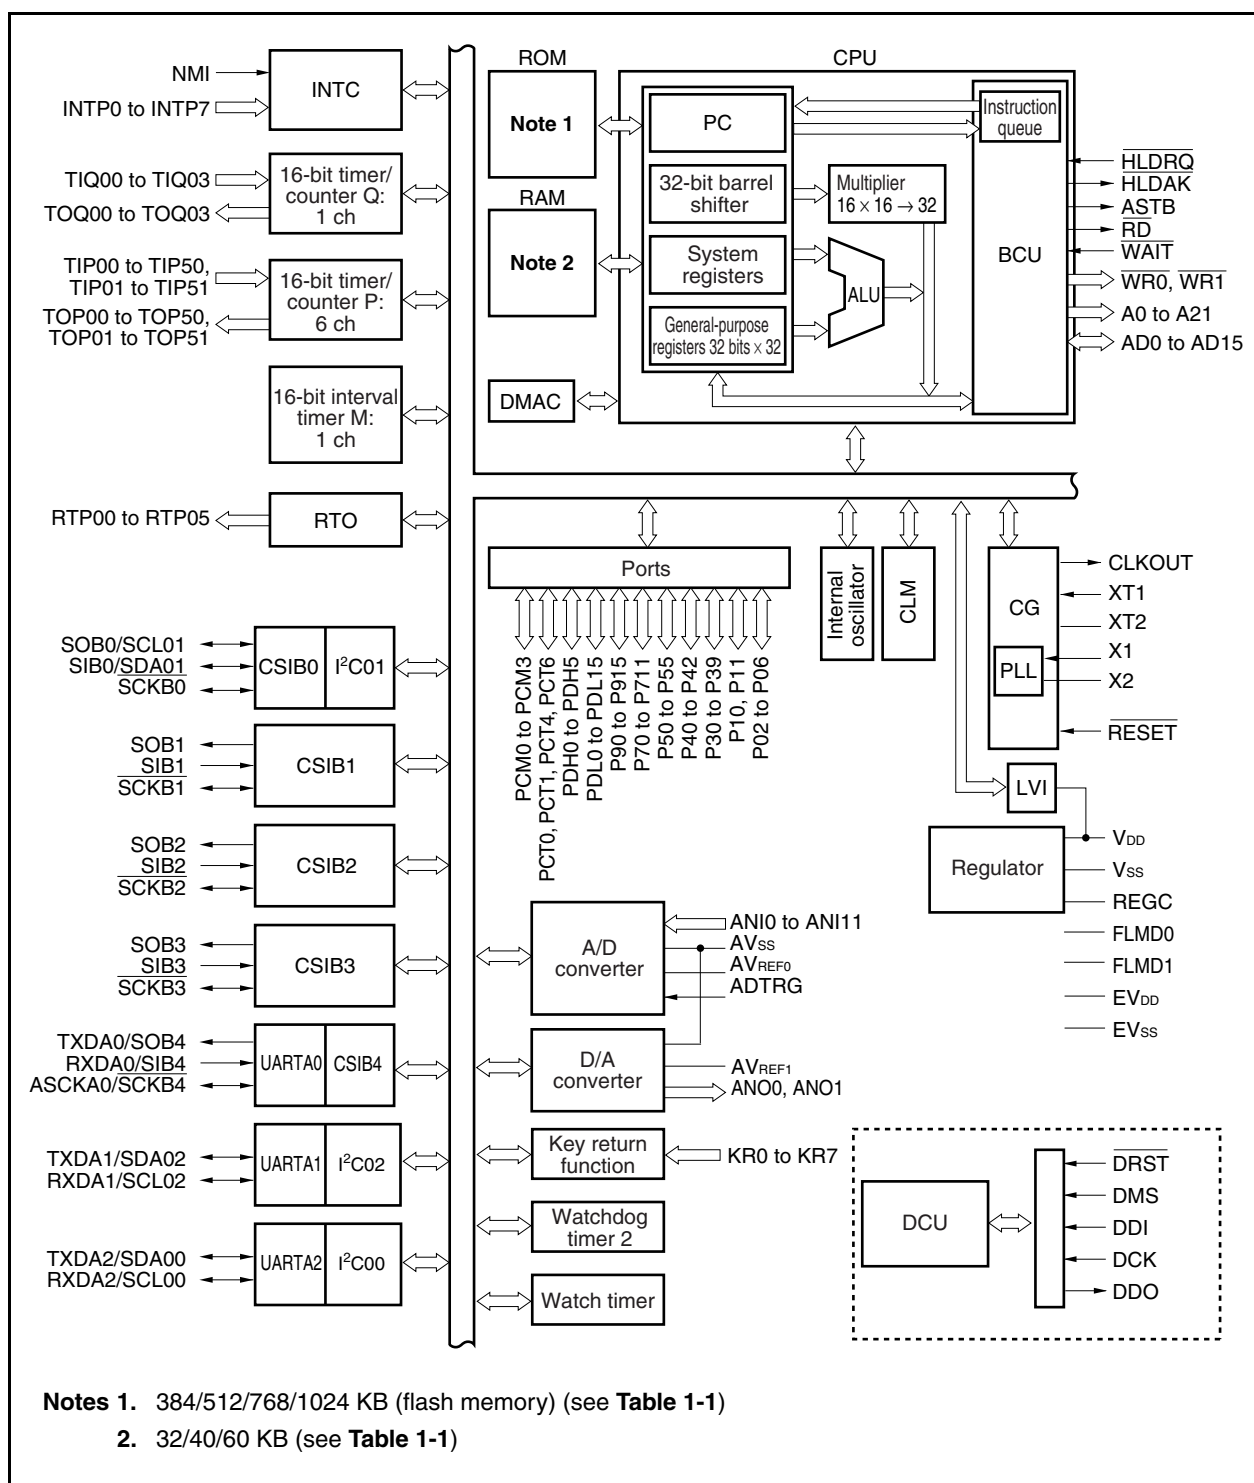 NMI
INTP0 to INTP7
INTC
TIQ00 to TIQ03
TOQ00 to TOQ03
16-bit timer/
counter Q:
1 ch
TIP00 to TIP50,
TIP01 to TIP51
TOP00 to TOP50,
TOP01 to TOP51
16-bit timer/
counter P:
6 ch
16-bit interval
timer M:
1 ch
RTP00 to RTP05
RTO
SOB0/SCL01
SIB0/SDA01
SCKB0
CSIB0
I²C01
SOB1
SIB1
SCKB1
CSIB1
SOB2
SIB2
SCKB2
CSIB2
SOB3
SIB3
SCKB3
CSIB3
TXDA0/SOB4
RXDA0/SIB4
ASCKA0/SCKB4
UARTA0
CSIB4
TXDA1/SDA02
RXDA1/SCL02
UARTA1
I²C02
TXDA2/SDA00
RXDA2/SCL00
UARTA2
I²C00
ROM
Note 1
RAM
Note 2
DMAC
CPU
PC
32-bit barrel
shifter
System
registers
General-purpose
registers 32 bits × 32
Multiplier
16 × 16 → 32
ALU
Instruction
queue
BCU
HLDRQ
HLDAK
ASTB
RD
WAIT
WR0, WR1
A0 to A21
AD0 to AD15
Ports
PCM0 to PCM3
PCT0, PCT1, PCT4, PCT6
PDH0 to PDH5
PDL0 to PDL15
P90 to P915
P70 to P711
P50 to P55
P40 to P42
P30 to P39
P10, P11
P02 to P06
Internal
oscillator
CLM
CG
PLL
CLKOUT
XT1
XT2
X1
X2
RESET
LVI
Regulator
VDD
VSS
REGC
FLMD0
FLMD1
EVDD
EVSS
A/D
converter
ANI0 to ANI11
AVSS
AVREF0
ADTRG
D/A
converter
AVREF1
ANO0, ANO1
Key return
function
KR0 to KR7
Watchdog
timer 2
Watch timer
DCU
DRST
DMS
DDI
DCK
DDO
Notes 1. 384/512/768/1024 KB (flash memory) (see Table 1-1)
2. 32/40/60 KB (see Table 1-1)